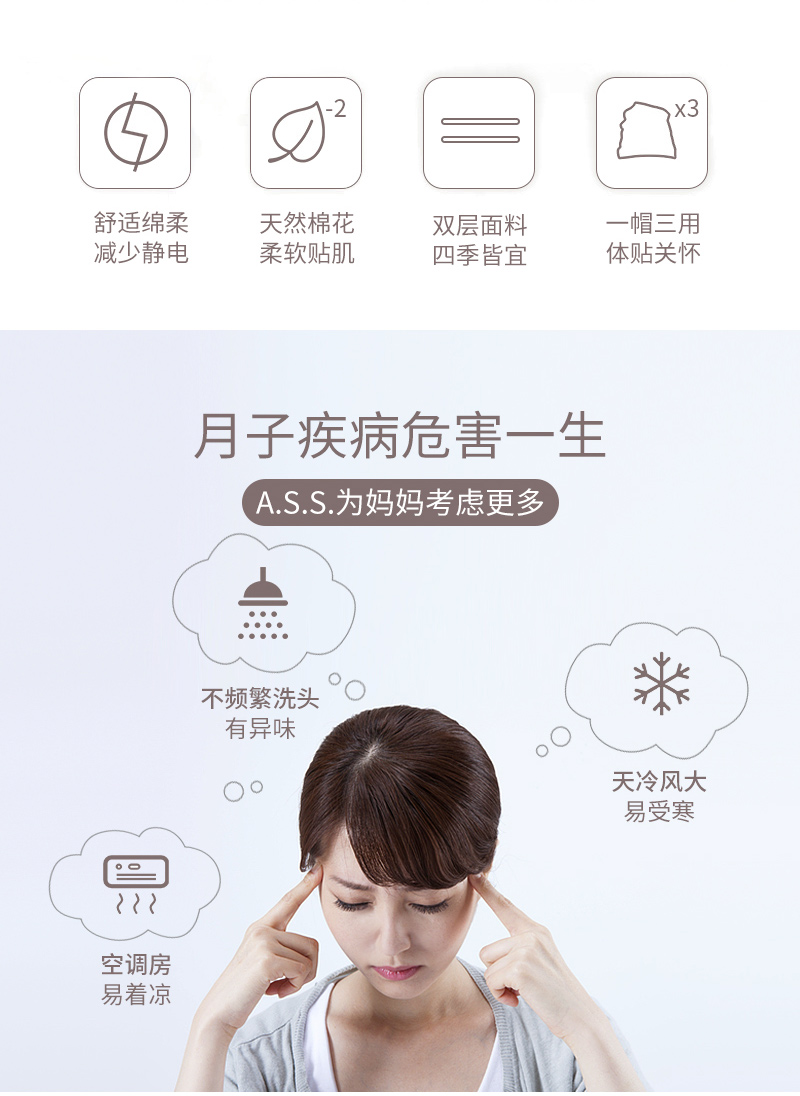 -2
x3
舒适绵柔
减少静电
天然棉花
柔软贴肌
双层面料
四季皆宜
一帽三用
体贴关怀
月子疾病危害一生
A.S.S.为妈妈考虑更多
不频繁洗头
有异味
天冷风大
易受寒
空调房
易着凉